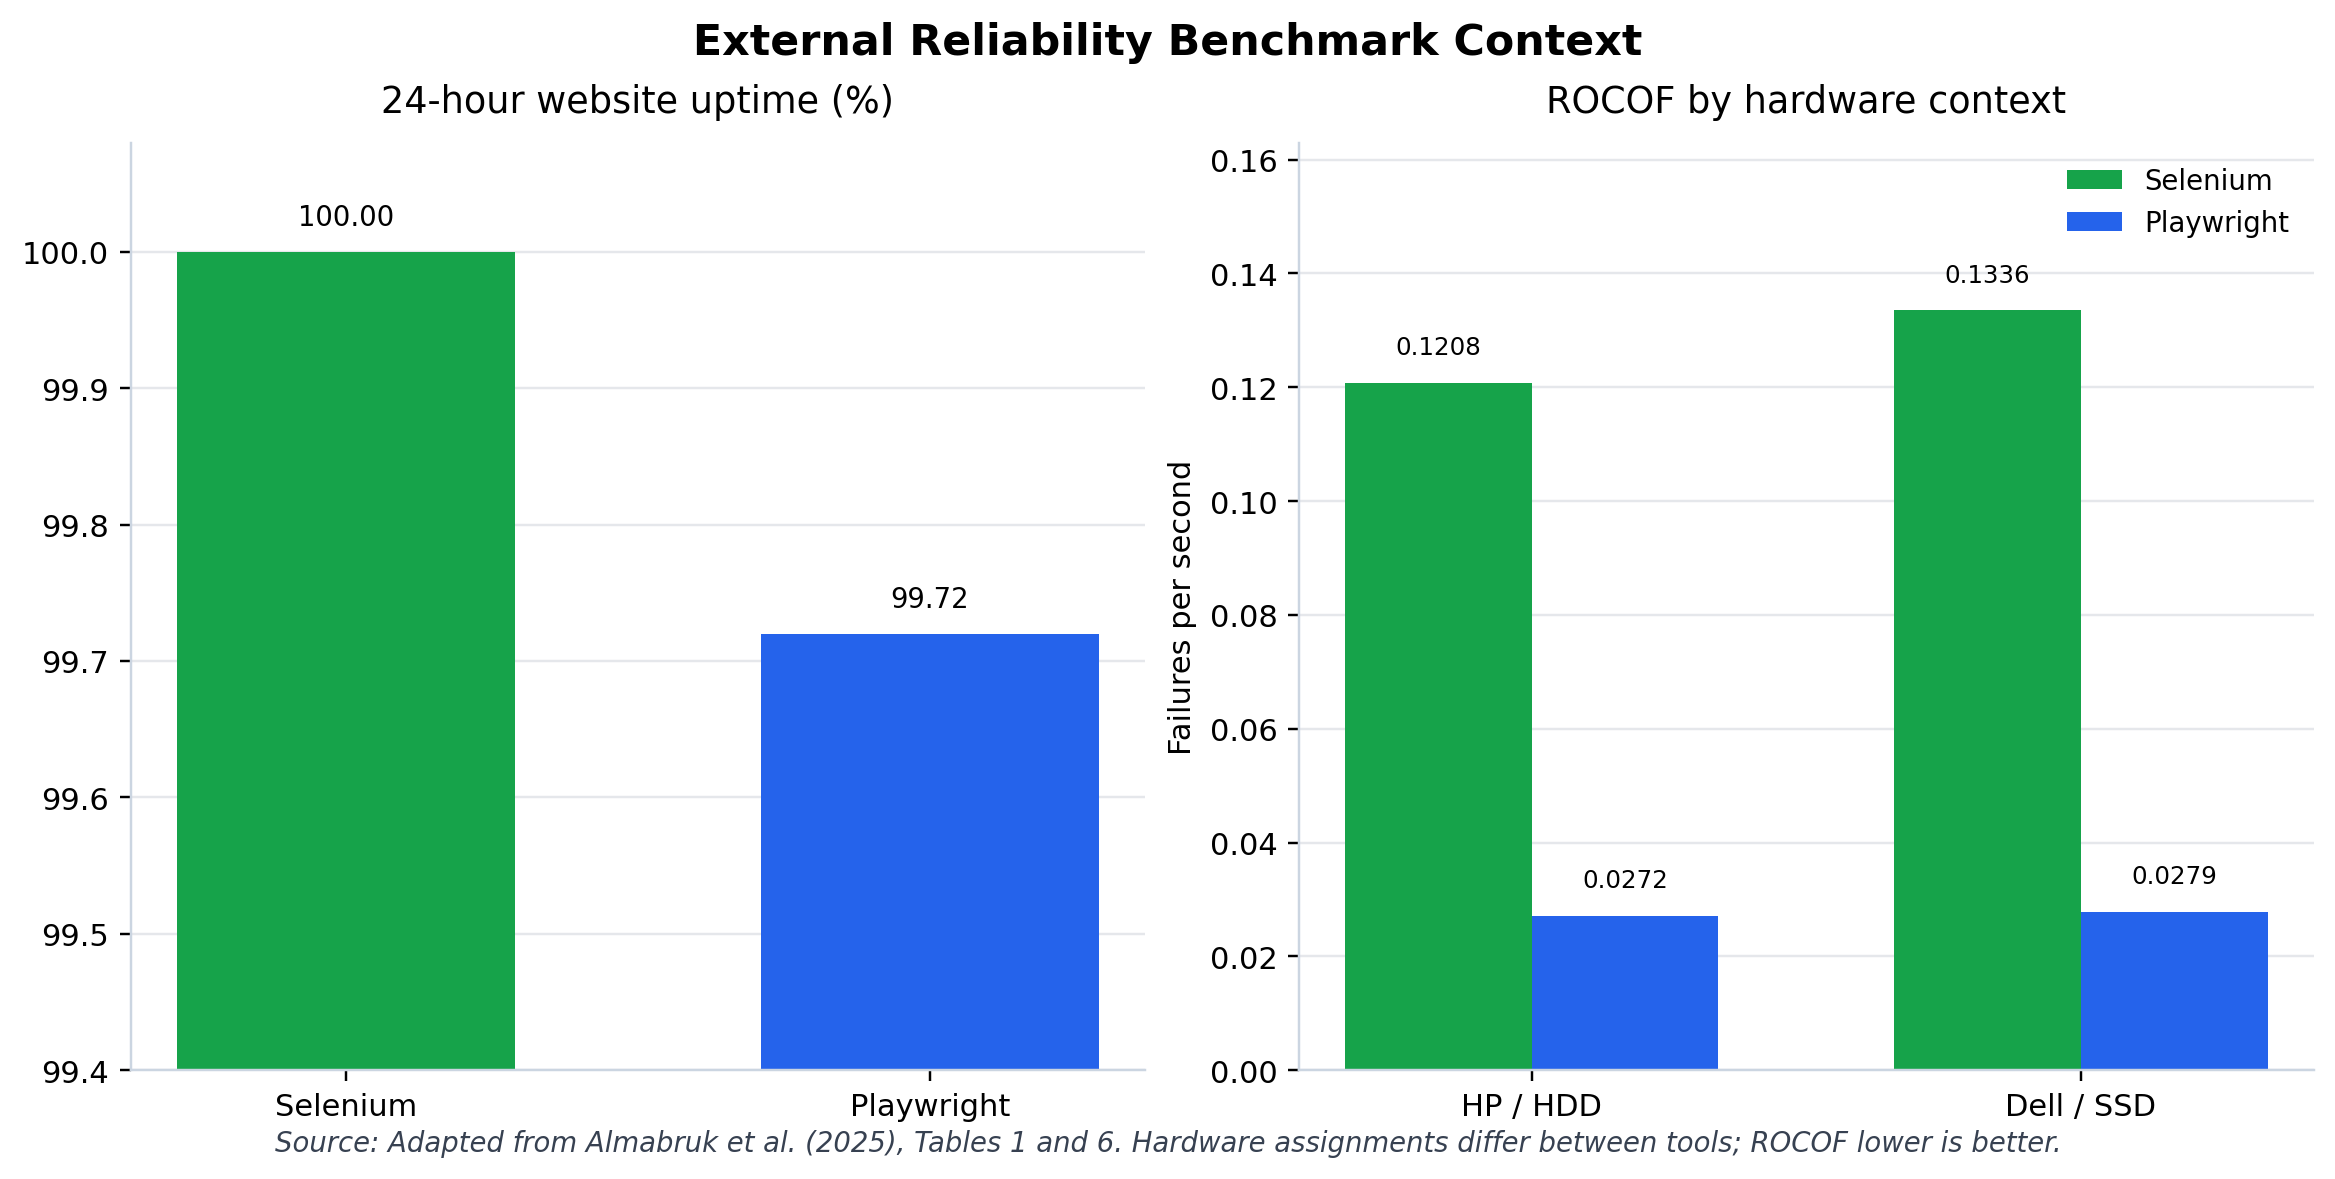 External Reliability Benchmark Context
24-hour website uptime (%)
100.0
99.9
99.8
99.7
99.6
99.5
99.4
100.00
99.72
Selenium
Playwright
ROCOF by hardware context
Failures per second
0.16
0.14
0.12
0.10
0.08
0.06
0.04
0.02
0.00
Selenium
Playwright
0.1208
0.0272
0.1336
0.0279
HP / HDD
Dell / SSD
Source: Adapted from Almabruk et al. (2025), Tables 1 and 6. Hardware assignments differ between tools; ROCOF lower is better.